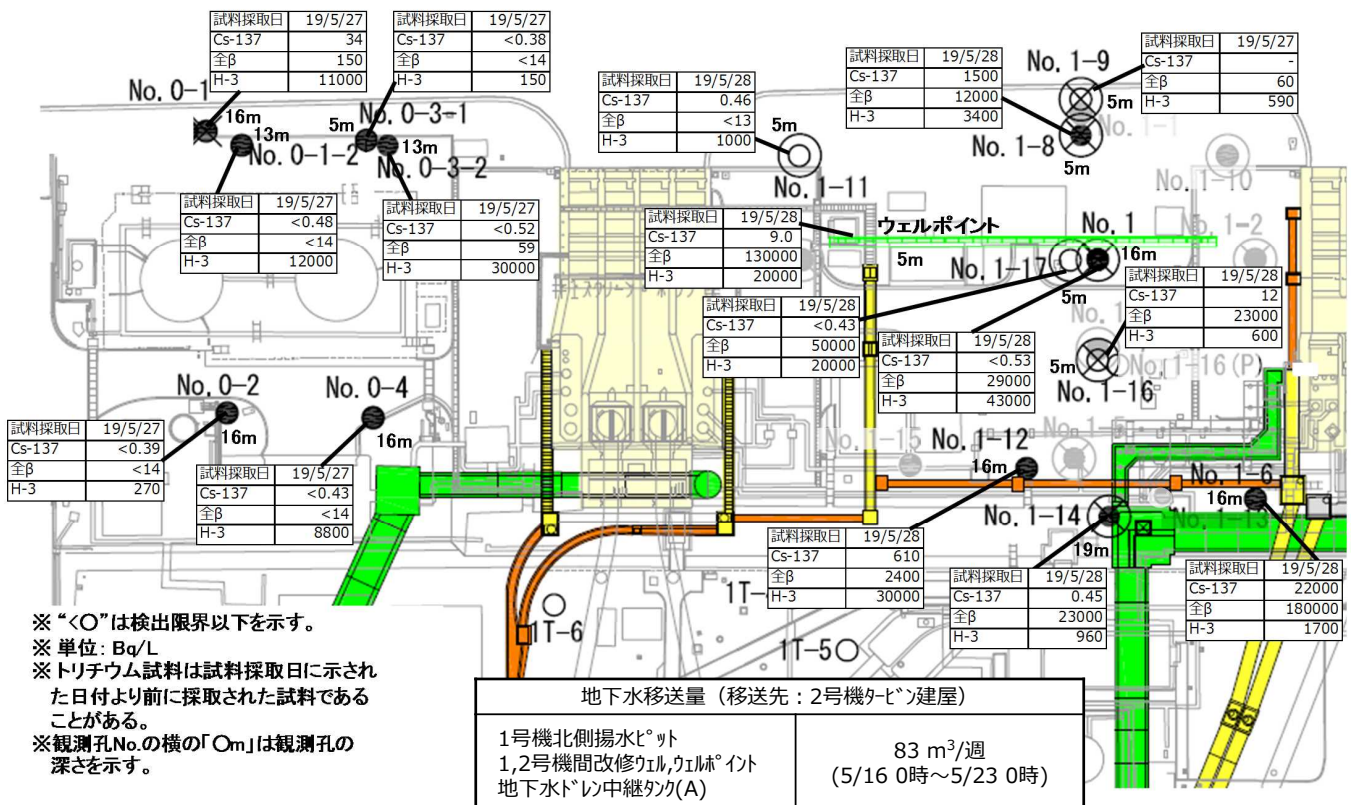 試料採取日 19/5/27
Cs-137 34
全β 150
H-3 11000
試料採取日 19/5/27
Cs-137 <0.38
全β <14
H-3 150
試料採取日 19/5/28
Cs-137 0.46
全β <13
H-3 1000
試料採取日 19/5/28
Cs-137 1500
全β 12000
H-3 3400
試料採取日 19/5/27
Cs-137 -
全β 60
H-3 590
No. 0-1
16m
13m
No. 0-1-2
5m
No. 0-3-1
13m
No. 0-3-2
5m
No. 1-11
No. 1-9
5m
No. 1-8
5m
No. 1-10
No. 1-2
試料採取日 19/5/27
Cs-137 <0.48
全β <14
H-3 12000
試料採取日 19/5/27
Cs-137 <0.52
全β 59
H-3 30000
試料採取日 19/5/28
Cs-137 9.0
全β 130000
H-3 20000
ウェルポイント
5m
No. 1
16m
No. 1-17
5m
試料採取日 19/5/28
Cs-137 <0.43
全β 50000
H-3 20000
試料採取日 19/5/28
Cs-137 <0.53
全β 29000
H-3 43000
試料採取日 19/5/28
Cs-137 12
全β 23000
H-3 600
5m
No. 1-16
No. 1-16(P)
No. 0-2
16m
No. 0-4
16m
試料採取日 19/5/27
Cs-137 <0.39
全β <14
H-3 270
試料採取日 19/5/27
Cs-137 <0.43
全β <14
H-3 8800
No. 1-15
No. 1-12
16m
No. 1-6
16m
No. 1-13
No. 1-14
19m
試料採取日 19/5/28
Cs-137 610
全β 2400
H-3 30000
試料採取日 19/5/28
Cs-137 0.45
全β 23000
H-3 960
試料採取日 19/5/28
Cs-137 22000
全β 180000
H-3 1700
1T-6
1T-5
※“<○”は検出限界以下を示す。
※ 単位: Bq/L
※トリチウム試料は試料採取日に示され
た日付より前に採取された試料である
ことがある。
※観測孔No.の横の「○m」は観測孔の
深さを示す。
地下水移送量（移送先：2号機ﾀｰﾋﾞﾝ建屋）
1号機北側揚水ﾋﾟｯﾄ
1,2号機間改修ｳｪﾙ,ｳｪﾙﾎﾟｲﾝﾄ
地下水ﾄﾞﾚﾝ中継ﾀﾝｸ(A)
83 m³/週
(5/16 0時～5/23 0時)